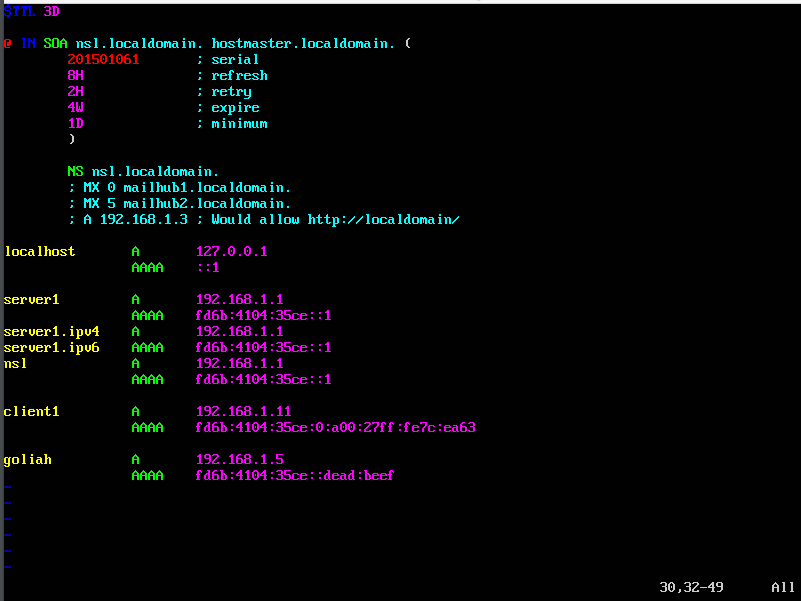 $TTL 3D
@ IN SOA nsl.localdomain. hostmaster.localdomain. (
201501061 ; serial
8H ; refresh
2H ; retry
4W ; expire
1D ; minimum
)
NS nsl.localdomain.
; MX 0 mailhub1.localdomain.
; MX 5 mailhub2.localdomain.
; A 192.168.1.3 ; Would allow http://localdomain/
localhost A 127.0.0.1
AAAA ::1
server1 A 192.168.1.1
AAAA fd6b:4104:35ce::1
server1.ipv4 A 192.168.1.1
server1.ipv6 AAAA fd6b:4104:35ce::1
nsl A 192.168.1.1
AAAA fd6b:4104:35ce::1
client1 A 192.168.1.11
AAAA fd6b:4104:35ce:0:a00:27ff:fe7c:ea63
goliah A 192.168.1.5
AAAA fd6b:4104:35ce::dead:beef
~
~
~
~
~
~
30,32-49 All